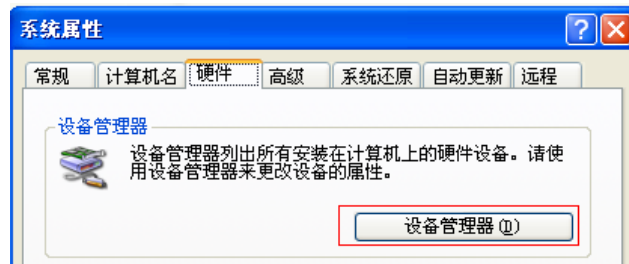 系统属性
常规 计算机名 硬件 高级 系统还原 自动更新 远程
设备管理器
设备管理器列出所有安装在计算机上的硬件设备。请使
用设备管理器来更改设备的属性。
设备管理器(D)